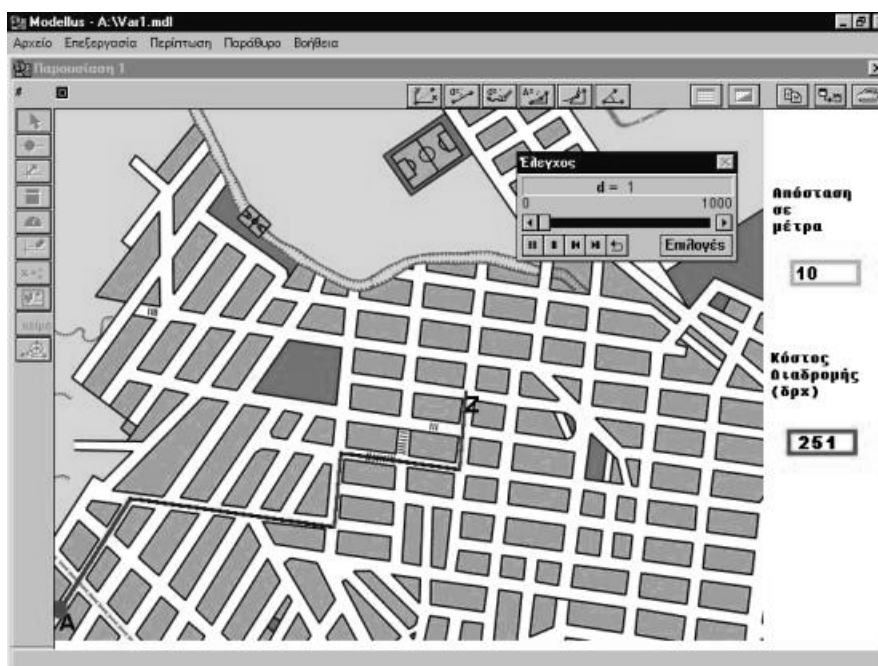 Modellus - A:\Var1.mdl
Αρχείο Επεξεργασία Περίπτωση Παράθυρο Βοήθεια
Παρουσίαση 1
Έλεγχος
d = 1
0 1000
Επιλογές
Απόσταση
σε
μέτρα
10
Κόστος
Διαδρομής
(δρχ)
251
Z
A